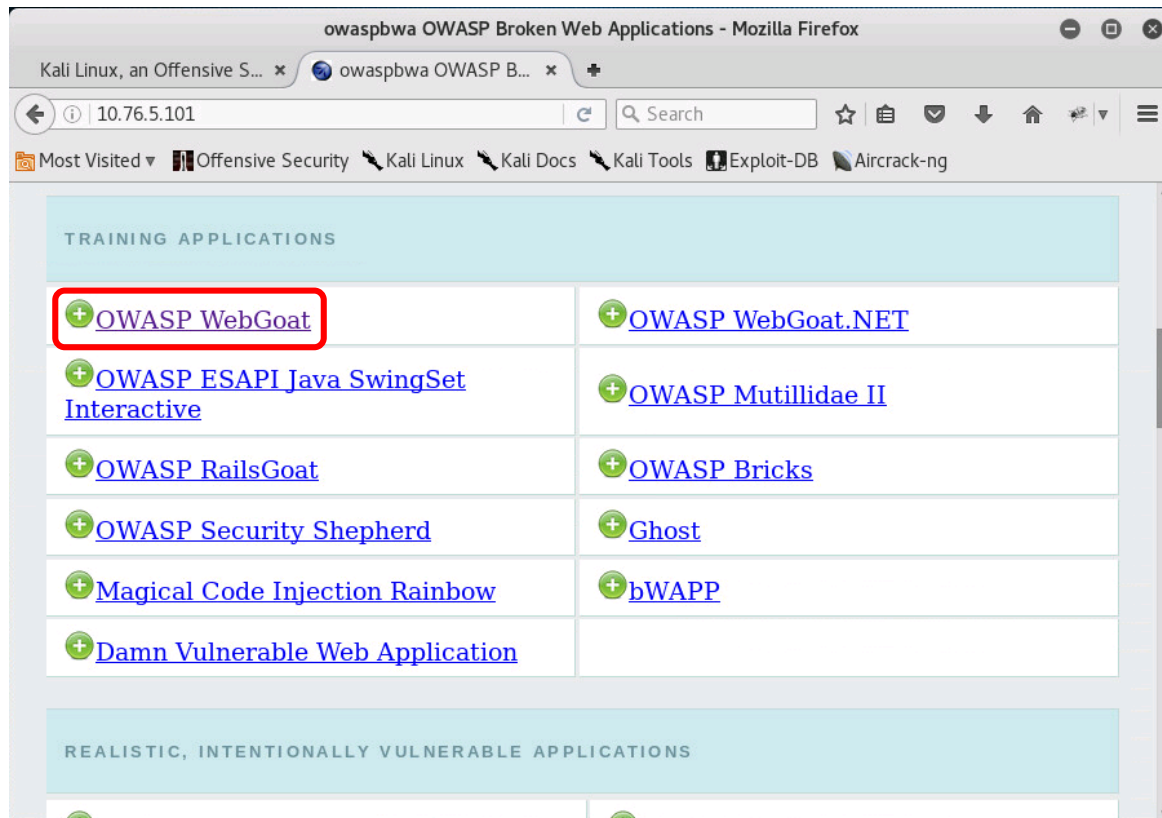 owaspbwa OWASP Broken Web Applications - Mozilla Firefox
Kali Linux, an Offensive S... owaspbwa OWASP B...
10.76.5.101 Search
Most Visited Offensive Security Kali Linux Kali Docs Kali Tools Exploit-DB Aircrack-ng
TRAINING APPLICATIONS
OWASP WebGoat OWASP WebGoat.NET
OWASP ESAPI Java SwingSet
Interactive
OWASP Mutillidae II
OWASP RailsGoat OWASP Bricks
OWASP Security Shepherd Ghost
Magical Code Injection Rainbow bWAPP
Damn Vulnerable Web Application
REALISTIC, INTENTIONALLY VULNERABLE APPLICATIONS